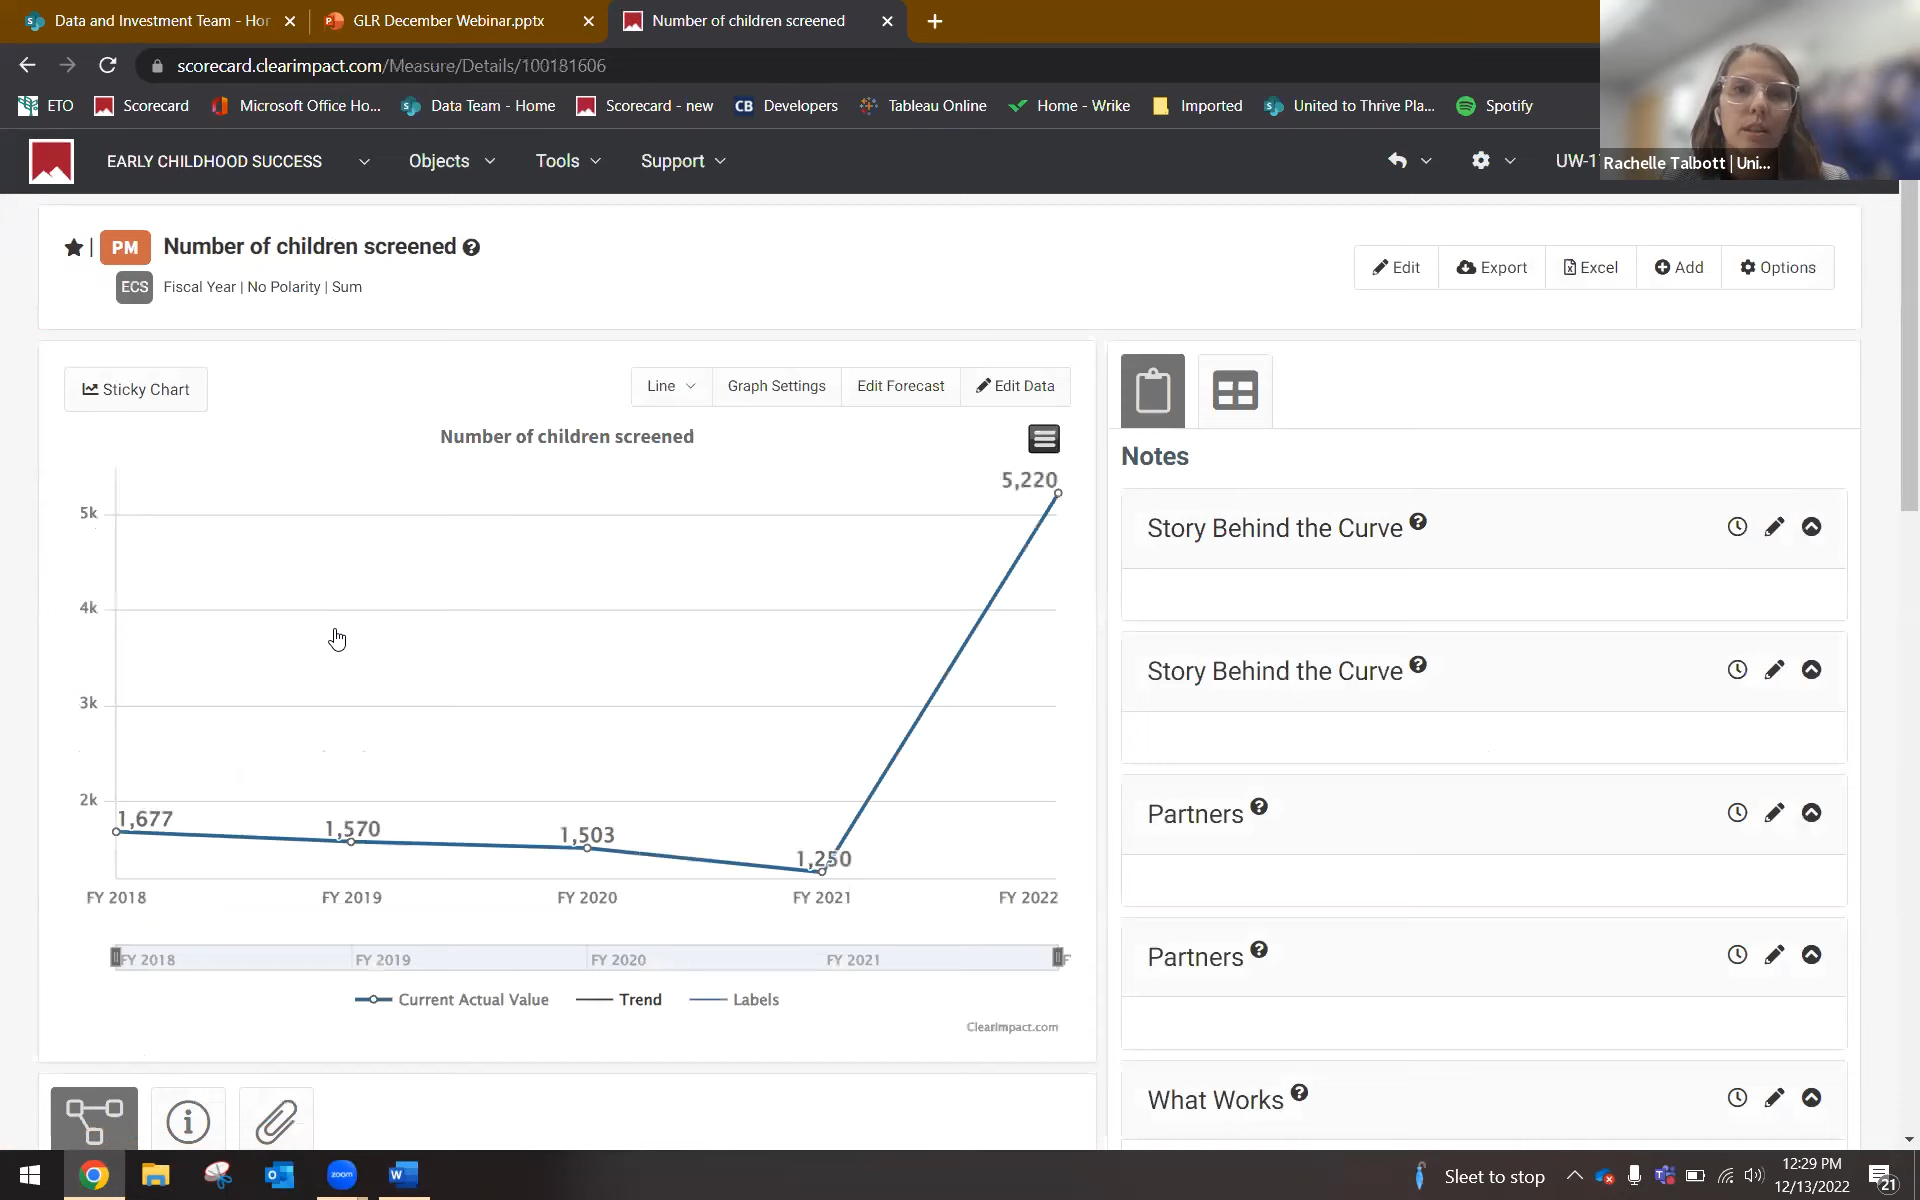 Data and Investment Team - Hor
GLR December Webinar.pptx
Number of children screened
scorecard.clearimpact.com/Measure/Details/100181606
ETO
Scorecard
Microsoft Office Ho...
Data Team - Home
Scorecard - new
CB Developers
Tableau Online
Home - Wrike
Imported
United to Thrive Pla...
Spotify
Rachelle Talbott | Uni...
EARLY CHILDHOOD SUCCESS
Objects
Tools
Support
UW-1
PM Number of children screened
ECS Fiscal Year | No Polarity | Sum
Edit
Export
Excel
Add
Options
Sticky Chart
Line
Graph Settings
Edit Forecast
Edit Data
Number of children screened
5,220
5k
4k
3k
2k
1,677
1,570
1,503
1,250
FY 2018
FY 2019
FY 2020
FY 2021
FY 2022
FY 2018
FY 2019
FY 2020
FY 2021
F
Current Actual Value
Trend
Labels
ClearImpact.com
Notes
Story Behind the Curve
Story Behind the Curve
Partners
Partners
What Works
zoom
Sleet to stop
12:29 PM
12/13/2022
21